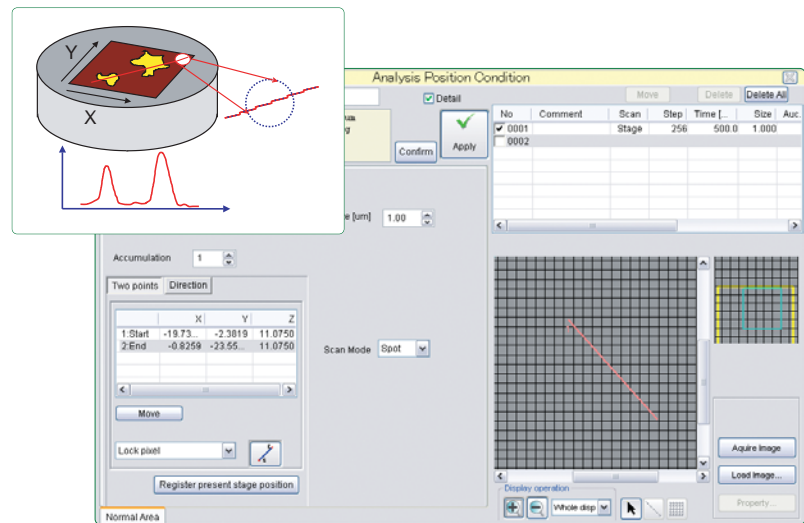 Y
X
Analysis Position Condition
Detail
Move
Delete
Delete All
Confirm
Apply
No Comment Scan Step Time [... Size Auc.
0001 Stage 256 500.0 1.000
0002
[um] 1.00
Accumulation 1
Two points Direction
X Y Z
1:Start -19.73... -2.3819 11.0750
2:End -0.8259 -23.55... 11.0750
Scan Mode Spot
Move
Lock pixel
Register present stage position
Normal Area
Aquire Image
Load Image...
Property...
Display operation
Whole disp